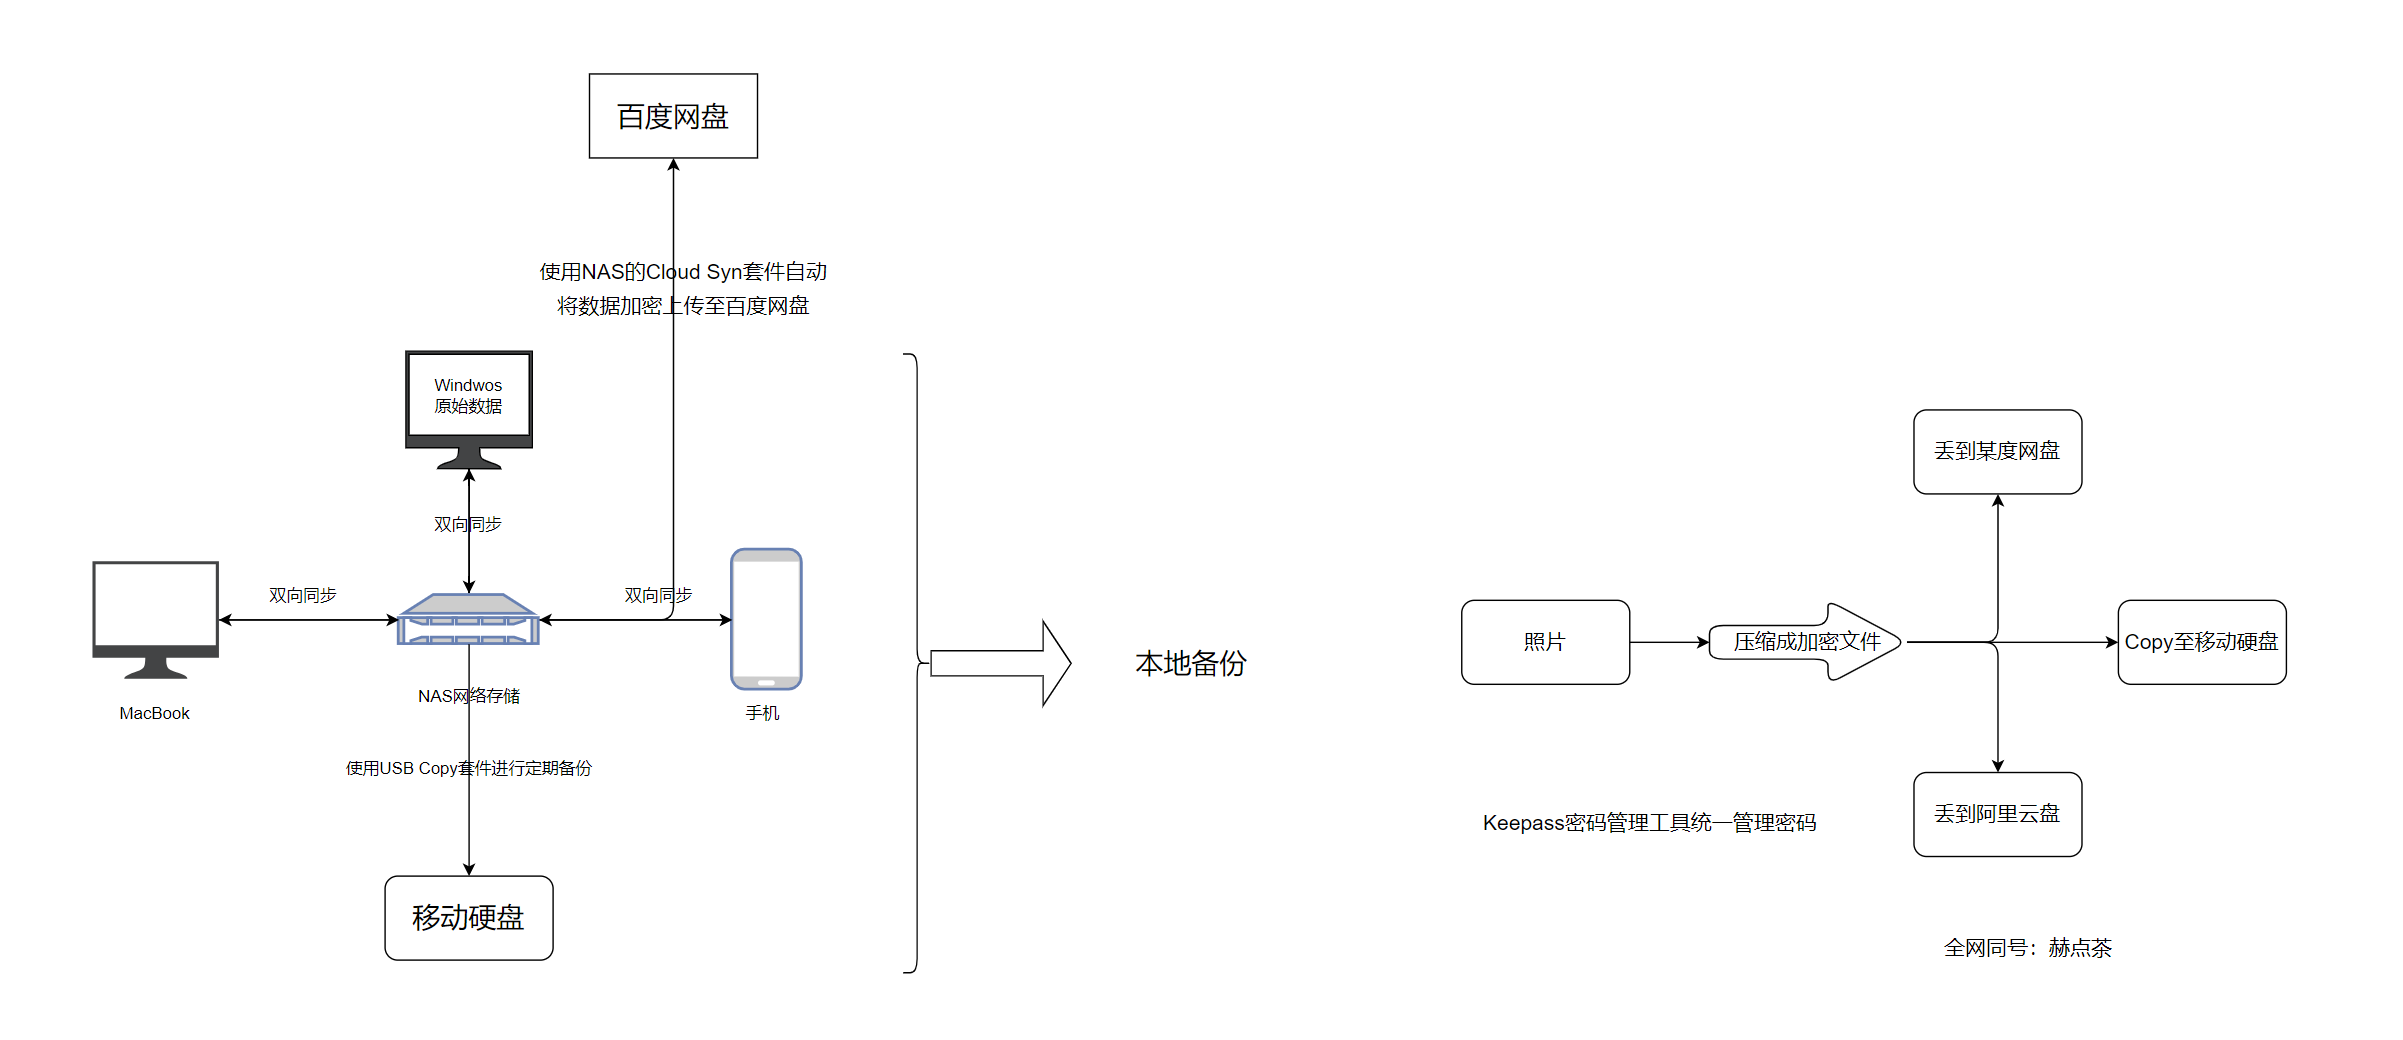 百度网盘
使用NAS的Cloud Syn套件自动
将数据加密上传至百度网盘
Windwos
原始数据
双向同步
双向同步
双向同步
NAS网络存储
MacBook
手机
使用USB Copy套件进行定期备份
移动硬盘
本地备份
丢到某度网盘
照片
压缩成加密文件
Copy至移动硬盘
丢到阿里云盘
Keepass密码管理工具统一管理密码
全网同号：赫点茶